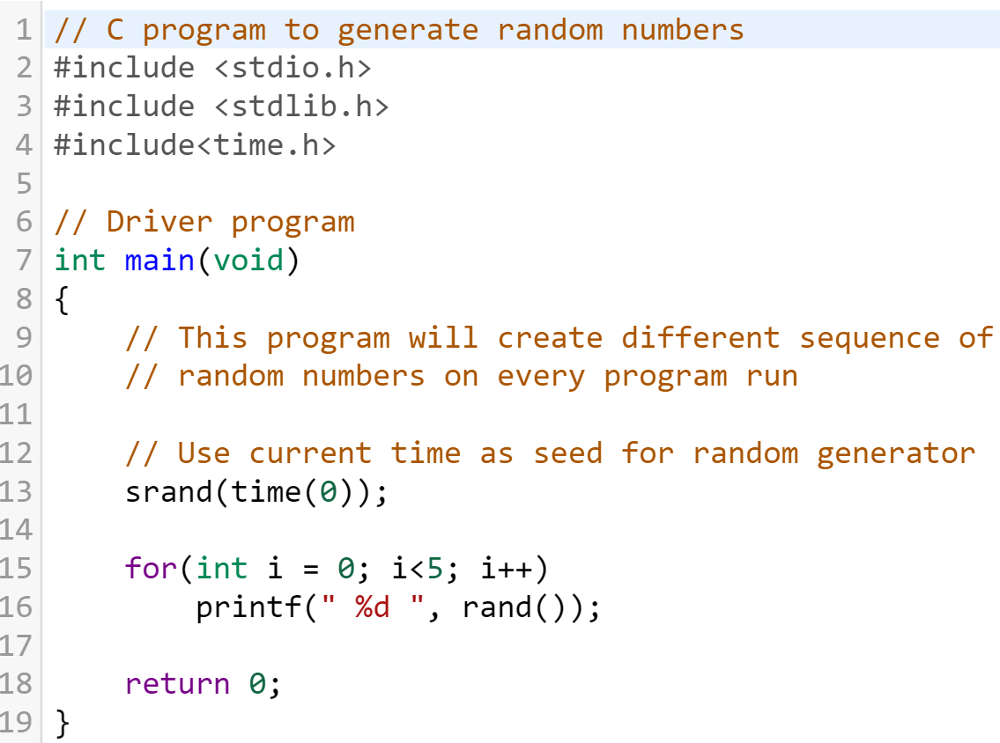 1 // C program to generate random numbers
2 #include <stdio.h>
3 #include <stdlib.h>
4 #include<time.h>
5
6 // Driver program
7 int main(void)
8 {
9     // This program will create different sequence of
10     // random numbers on every program run
11
12     // Use current time as seed for random generator
13     srand(time(0));
14
15     for(int i = 0; i<5; i++)
16         printf(" %d ", rand());
17
18     return 0;
19 }